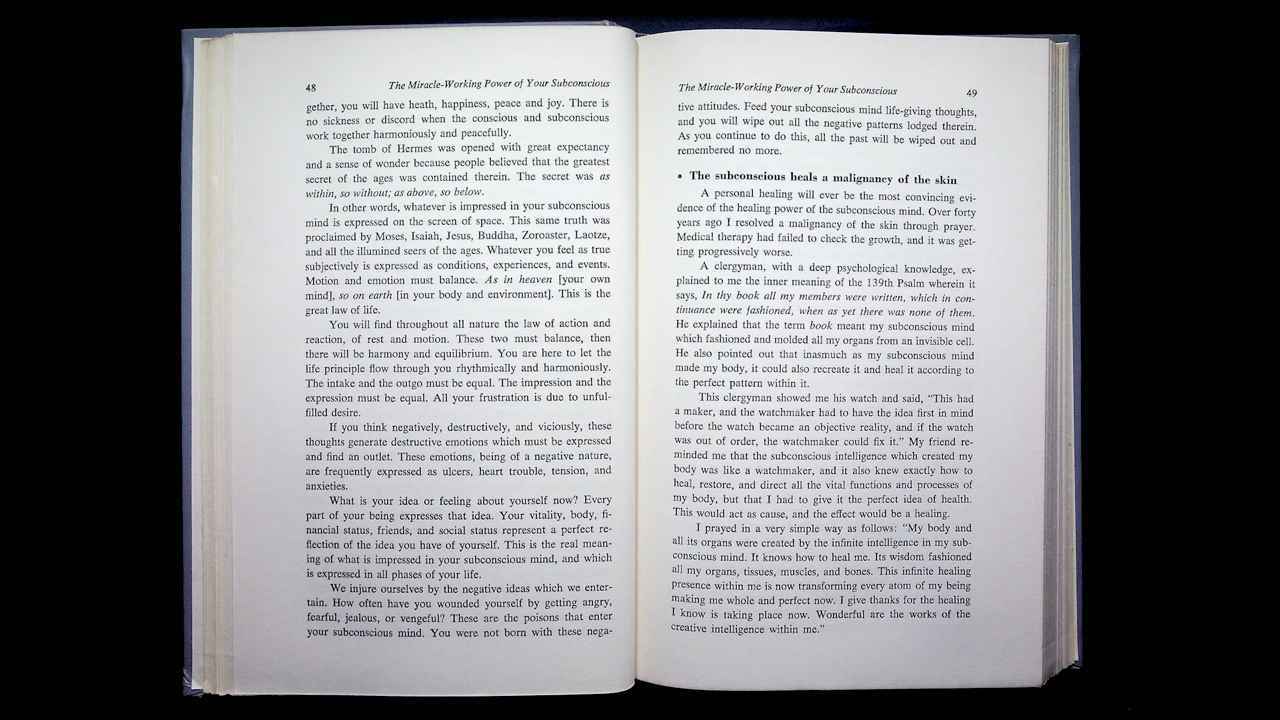 48 The Miracle-Working Power of Your Subconscious
gether, you will have heath, happiness, peace and joy. There is
no sickness or discord when the conscious and subconscious
work together harmoniously and peacefully.
The tomb of Hermes was opened with great expectancy
and a sense of wonder because people believed that the greatest
secret of the ages was contained therein. The secret was as
within, so without; as above, so below.
In other words, whatever is impressed in your subconscious
mind is expressed on the screen of space. This same truth was
proclaimed by Moses, Isaiah, Jesus, Buddha, Zoroaster, Laotze,
and all the illumined seers of the ages. Whatever you feel as true
subjectively is expressed as conditions, experiences, and events.
Motion and emotion must balance. As in heaven [your own
mind], so on earth [in your body and environment]. This is the
great law of life.
You will find throughout all nature the law of action and
reaction, of rest and motion. These two must balance, then
there will be harmony and equilibrium. You are here to let the
life principle flow through you rhythmically and harmoniously.
The intake and the outgo must be equal. The impression and the
expression must be equal. All your frustration is due to unful-
filled desire.
If you think negatively, destructively, and viciously, these
thoughts generate destructive emotions which must be expressed
and find an outlet. These emotions, being of a negative nature,
are frequently expressed as ulcers, heart trouble, tension, and
anxieties.
What is your idea or feeling about yourself now? Every
part of your being expresses that idea. Your vitality, body, fi-
nancial status, friends, and social status represent a perfect re-
flection of the idea you have of yourself. This is the real mean-
ing of what is impressed in your subconscious mind, and which
is expressed in all phases of your life.
We injure ourselves by the negative ideas which we enter-
tain. How often have you wounded yourself by getting angry,
fearful, jealous, or vengeful? These are the poisons that enter
your subconscious mind. You were not born with these nega-
The Miracle-Working Power of Your Subconscious 49
tive attitudes. Feed your subconscious mind life-giving thoughts,
and you will wipe out all the negative patterns lodged therein.
As you continue to do this, all the past will be wiped out and
remembered no more.
• The subconscious heals a malignancy of the skin
A personal healing will ever be the most convincing evi-
dence of the healing power of the subconscious mind. Over forty
years ago I resolved a malignancy of the skin through prayer.
Medical therapy had failed to check the growth, and it was get-
ting progressively worse.
A clergyman, with a deep psychological knowledge, ex-
plained to me the inner meaning of the 139th Psalm wherein it
says, In thy book all my members were written, which in con-
tinuance were fashioned, when as yet there was none of them.
He explained that the term book meant my subconscious mind
which fashioned and molded all my organs from an invisible cell.
He also pointed out that inasmuch as my subconscious mind
made my body, it could also recreate it and heal it according to
the perfect pattern within it.
This clergyman showed me his watch and said, “This had
a maker, and the watchmaker had to have the idea first in mind
before the watch became an objective reality, and if the watch
was out of order, the watchmaker could fix it.” My friend re-
minded me that the subconscious intelligence which created my
body was like a watchmaker, and it also knew exactly how to
heal, restore, and direct all the vital functions and processes of
my body, but that I had to give it the perfect idea of health.
This would act as cause, and the effect would be a healing.
I prayed in a very simple way as follows: “My body and
all its organs were created by the infinite intelligence in my sub-
conscious mind. It knows how to heal me. Its wisdom fashioned
all my organs, tissues, muscles, and bones. This infinite healing
presence within me is now transforming every atom of my being
making me whole and perfect now. I give thanks for the healing
I know is taking place now. Wonderful are the works of the
creative intelligence within me.”